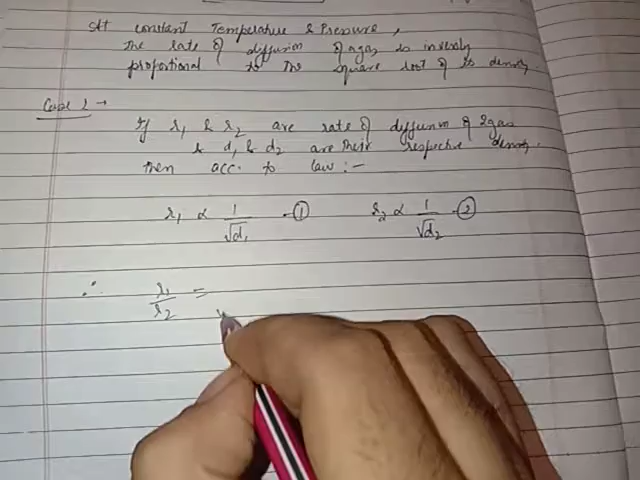 At constant Temperature & Pressure,
the rate of diffusion of a gas is inversly
proportional to the square root of its density
Case 1 →
If r₁ & r₂ are rate of diffusion of 2 gas
& d₁ & d₂ are their respective density.
then acc. to law :-
r₁ ∝ 1/√d₁ -① r₂ ∝ 1/√d₂ -②
∴ r₁/r₂ =